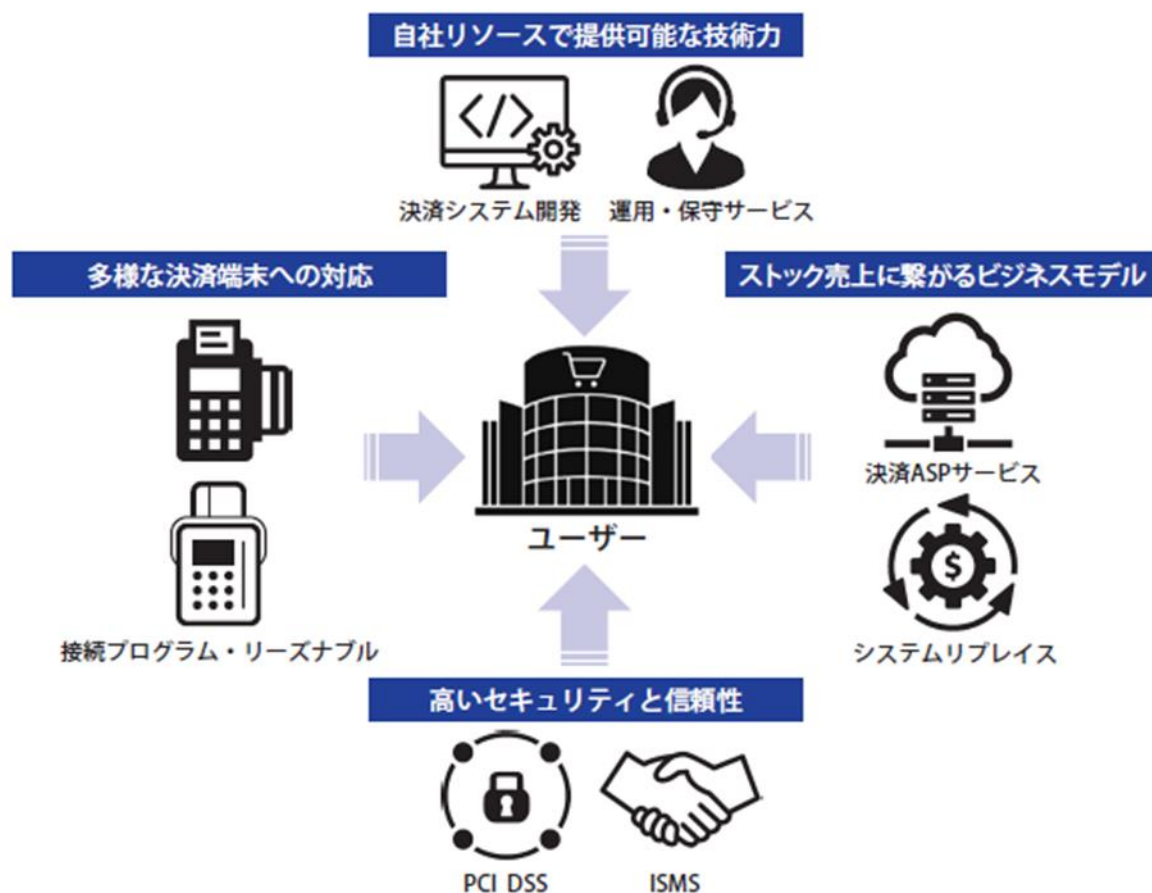 自社リソースで提供可能な技術力
</>
決済システム開発
運用・保守サービス
多様な決済端末への対応
ストック売上に繋がるビジネスモデル
決済ASPサービス
ユーザー
$
接続プログラム・リーズナブル
システムリプレイス
高いセキュリティと信頼性
PCI DSS
ISMS